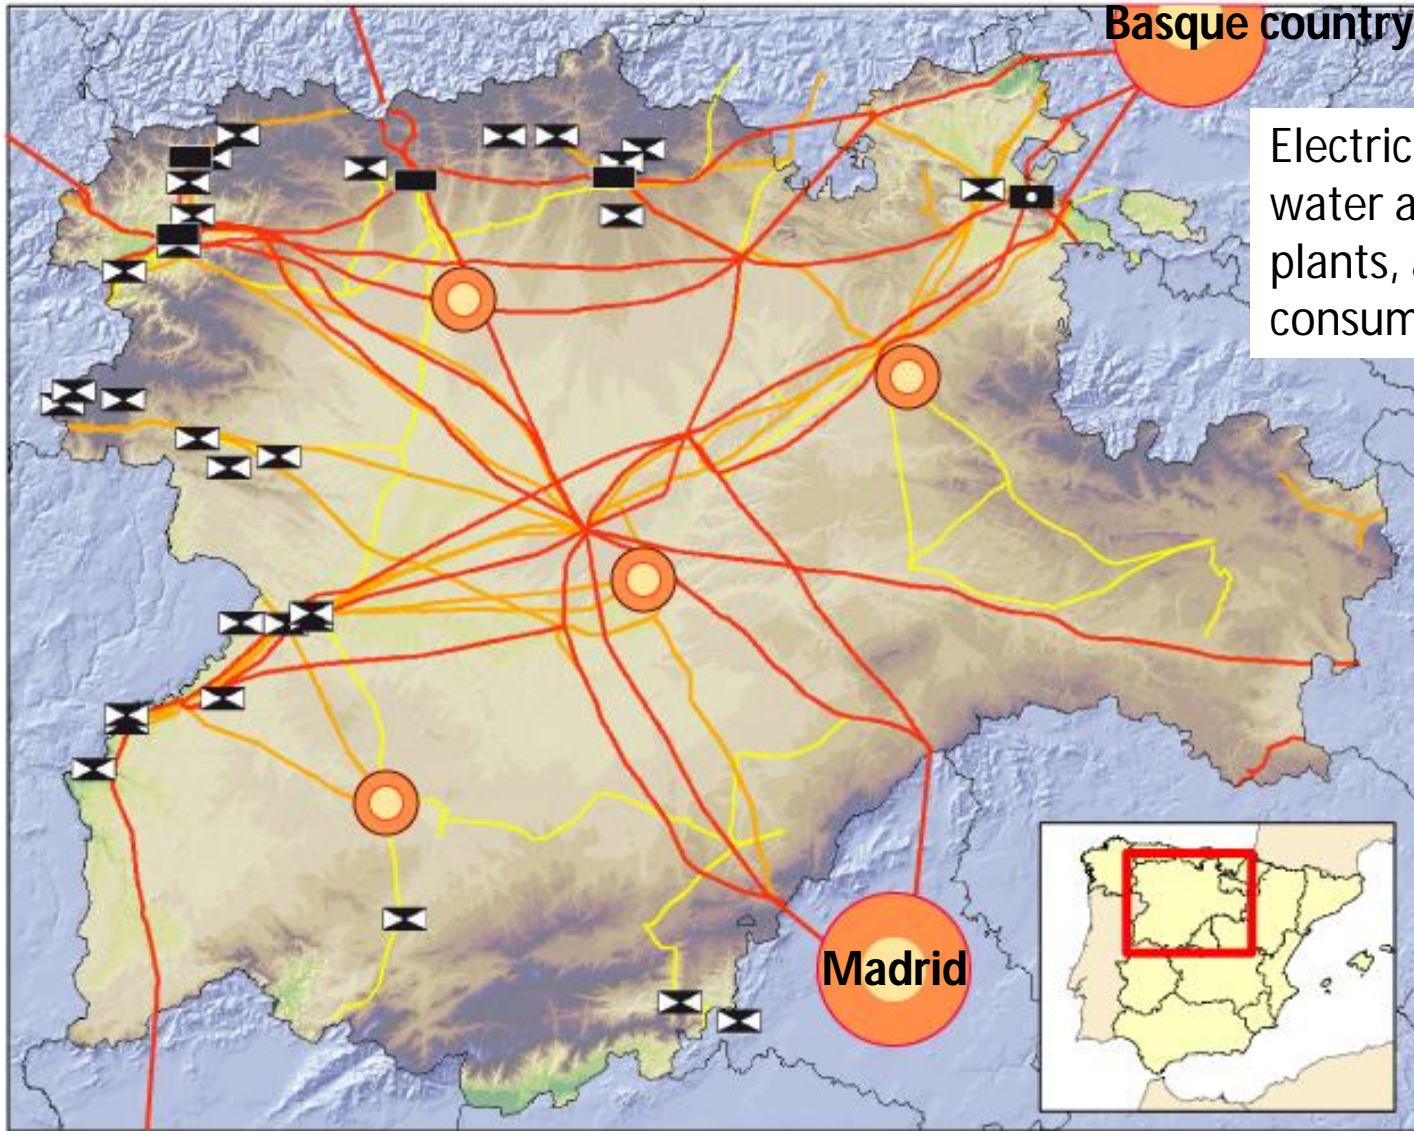 Basque country
Electric
water a
plants,
consum
Madrid